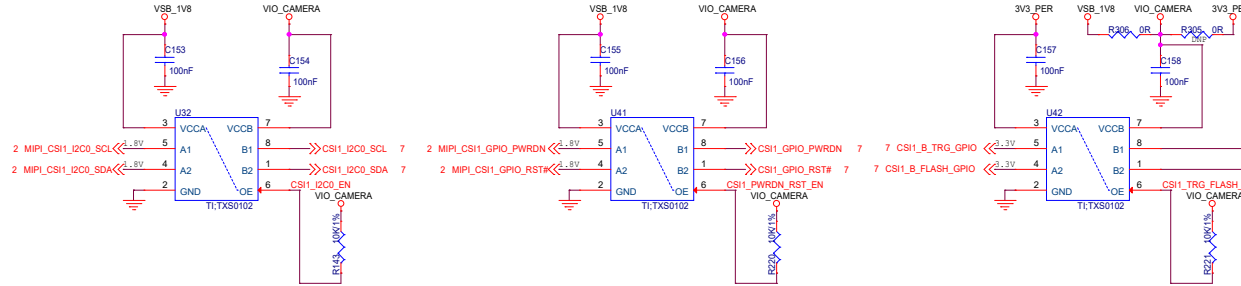 VSB_1V8 VIO_CAMERA
C153
100nF
C154
100nF
U32
3 VCCA VCCB 7
2 MIPI_CSI1_I2C0_SCL 1.8V 5 A1 B1 8 CSI1_I2C0_SCL 7
2 MIPI_CSI1_I2C0_SDA 1.8V 4 A2 B2 1 CSI1_I2C0_SDA 7
2 GND OE 6 CSI1_I2C0_EN
TI;TXS0102
VIO_CAMERA
R143 10K/1%
VSB_1V8 VIO_CAMERA
C155
100nF
C156
100nF
U41
3 VCCA VCCB 7
2 MIPI_CSI1_GPIO_PWRDN 1.8V 5 A1 B1 8 CSI1_GPIO_PWRDN 7
2 MIPI_CSI1_GPIO_RST# 1.8V 4 A2 B2 1 CSI1_GPIO_RST# 7
2 GND OE 6 CSI1_PWRDN_RST_EN
TI;TXS0102
VIO_CAMERA
R220 10K/1%
3V3_PER VSB_1V8 VIO_CAMERA 3V3_PE
R306 0R R305 0R
DNP
C157
100nF
C158
100nF
U42
3 VCCA VCCB 7
7 CSI1_B_TRG_GPIO 3.3V 5 A1 B1 8
7 CSI1_B_FLASH_GPIO 3.3V 4 A2 B2 1
2 GND OE 6 CSI1_TRG_FLASH_
TI;TXS0102
VIO_CAMERA
R221 10K/1%